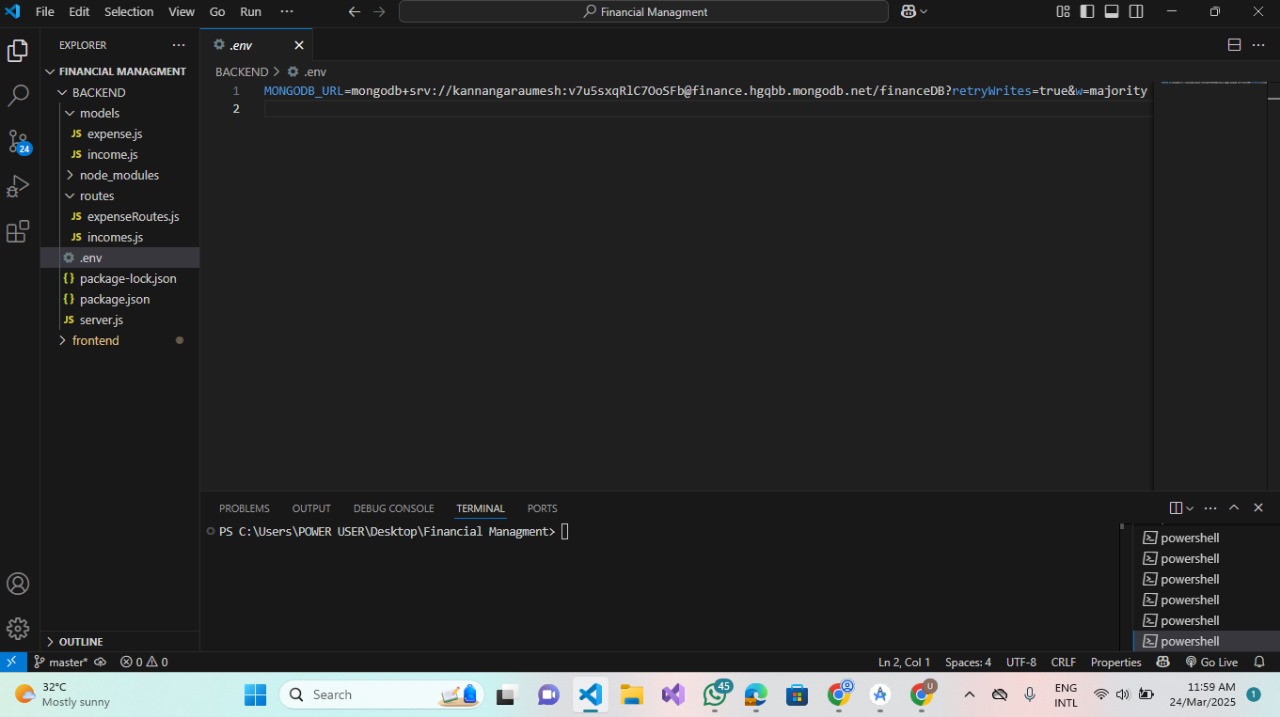 File Edit Selection View Go Run ··· Financial Managment
EXPLORER
FINANCIAL MANAGMENT
BACKEND
models
JS expense.js
JS income.js
node_modules
routes
JS expenseRoutes.js
JS incomes.js
.env
{} package-lock.json
{} package.json
JS server.js
frontend
OUTLINE
24
.env
BACKEND > .env
1 MONGODB_URL=mongodb+srv://kannangaraumesh:v7u5sxqRlC7OoSFb@finance.hgqbb.mongodb.net/financeDB?retryWrites=true&w=majority
2
PROBLEMS OUTPUT DEBUG CONSOLE TERMINAL PORTS
PS C:\Users\POWER USER\Desktop\Financial Managment>
powershell
powershell
powershell
powershell
powershell
powershell
master* 0 0 Ln 2, Col 1 Spaces: 4 UTF-8 CRLF Properties Go Live
32°C
Mostly sunny
Search
45
U
ENG
INTL
11:59 AM
24/Mar/2025
1